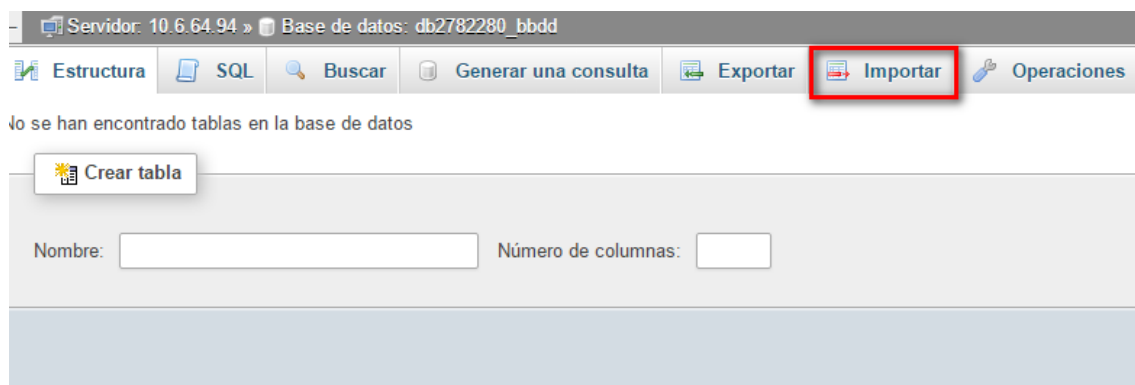 Servidor: 10.6.64.94 » Base de datos: db2782280_bbdd
Estructura SQL Buscar Generar una consulta Exportar Importar Operaciones
No se han encontrado tablas en la base de datos
Crear tabla
Nombre: Número de columnas: